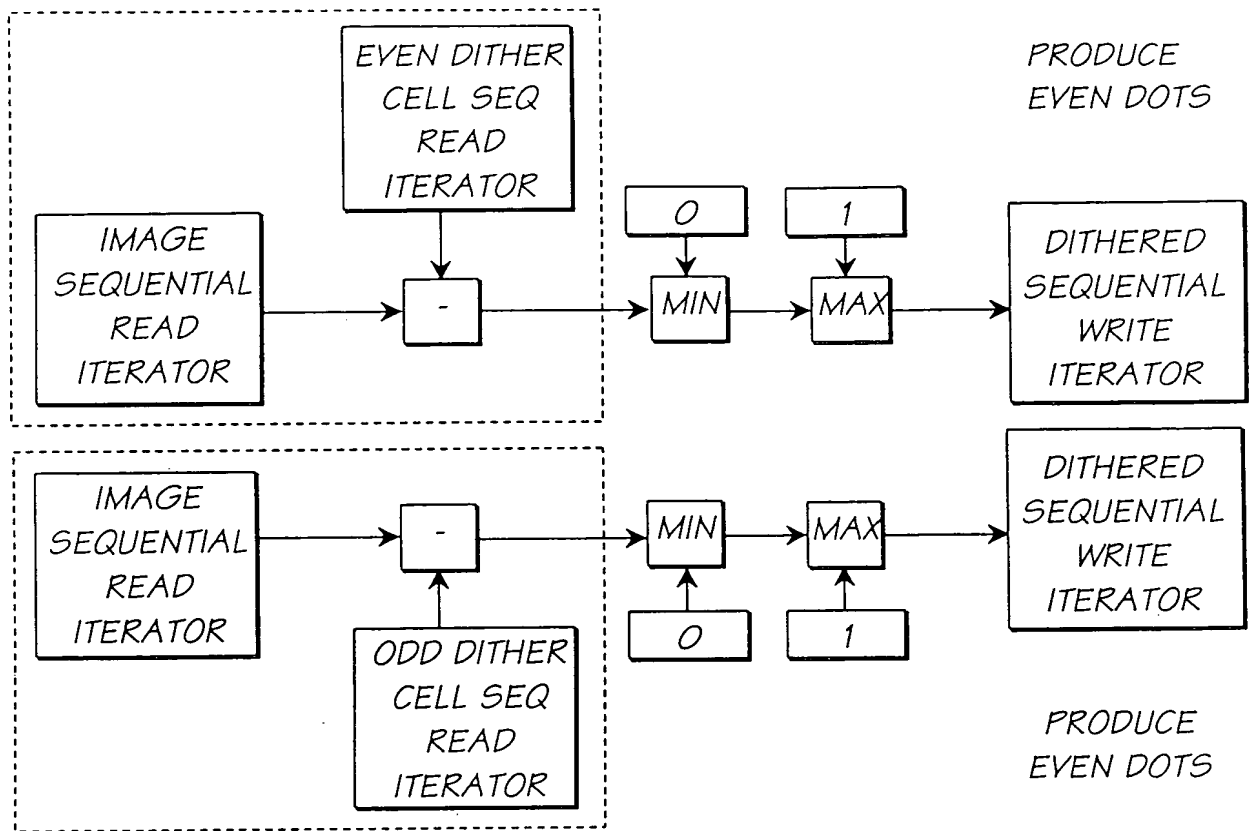 EVEN DITHER
CELL SEQ
READ
ITERATOR
PRODUCE
EVEN DOTS
IMAGE
SEQUENTIAL
READ
ITERATOR
-
0
MIN
1
MAX
DITHERED
SEQUENTIAL
WRITE
ITERATOR
IMAGE
SEQUENTIAL
READ
ITERATOR
-
ODD DITHER
CELL SEQ
READ
ITERATOR
MIN
0
MAX
1
DITHERED
SEQUENTIAL
WRITE
ITERATOR
PRODUCE
EVEN DOTS